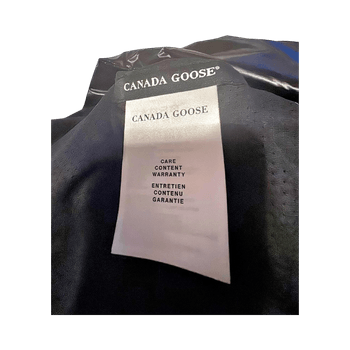 CANADA GOOSE®
CANADA GOOSE
CARE
CONTENT
WARRANTY
ENTRETIEN
CONTENU
GARANTIE